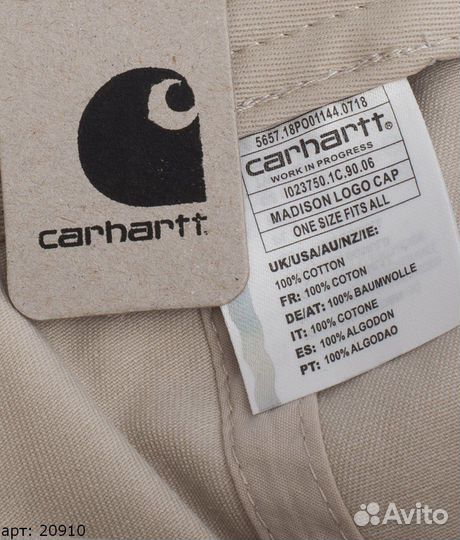 carhartt.
5657.18PO01144.0718
carhartt
WORK IN PROGRESS
I023750.1C.90.06
MADISON LOGO CAP
ONE SIZE FITS ALL
UK/USA/AU/NZ/IE:
100% COTTON
FR: 100% COTON
DE/AT: 100% BAUMWOLLE
IT: 100% COTONE
ES: 100% ALGODON
PT: 100% ALGODAO
арт: 20910
Avito